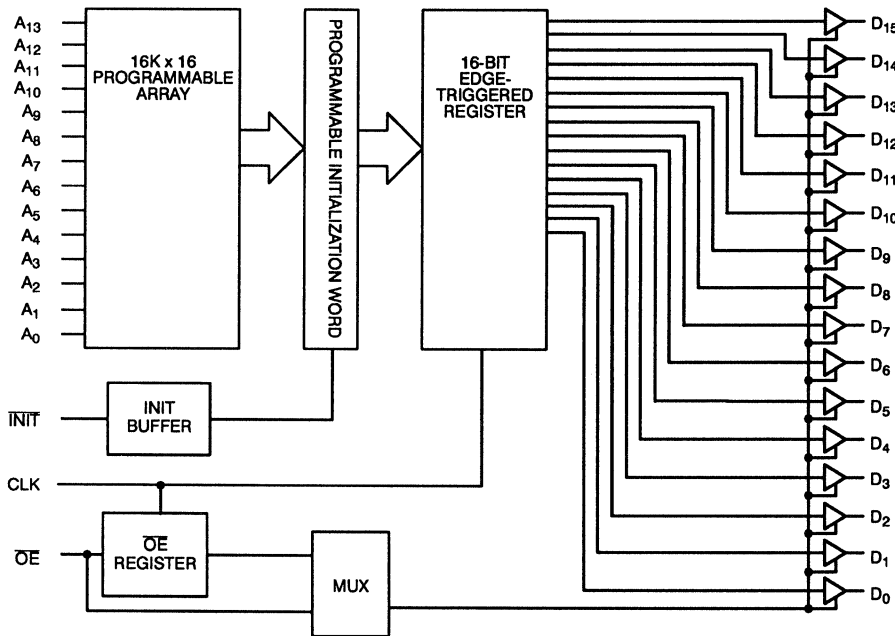 A13
A12
A11
A10
A9
A8
A7
A6
A5
A4
A3
A2
A1
A0
16K x 16
PROGRAMMABLE
ARRAY
PROGRAMMABLE INITIALIZATION WORD
16-BIT
EDGE-
TRIGGERED
REGISTER
D15
D14
D13
D12
D11
D10
D9
D8
D7
D6
D5
D4
D3
D2
D1
D0
INIT
INIT
BUFFER
CLK
OE
OE
REGISTER
MUX